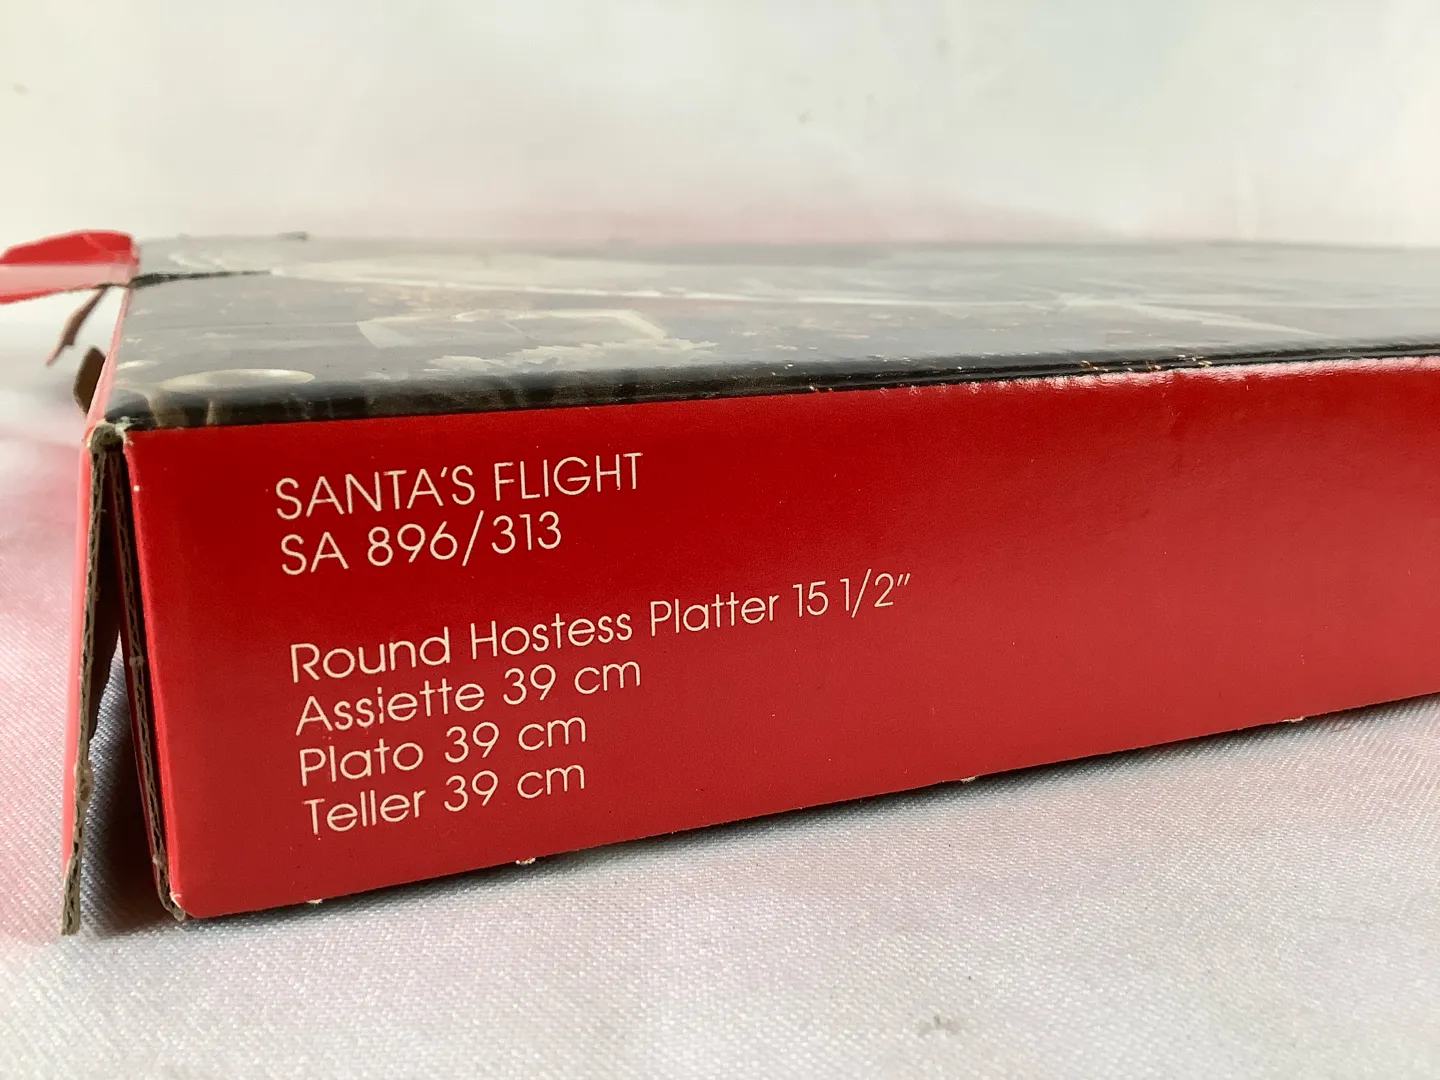 SANTA'S FLIGHT
SA 896/313
Round Hostess Platter 15 1/2"
Assiette 39 cm
Plato 39 cm
Teller 39 cm